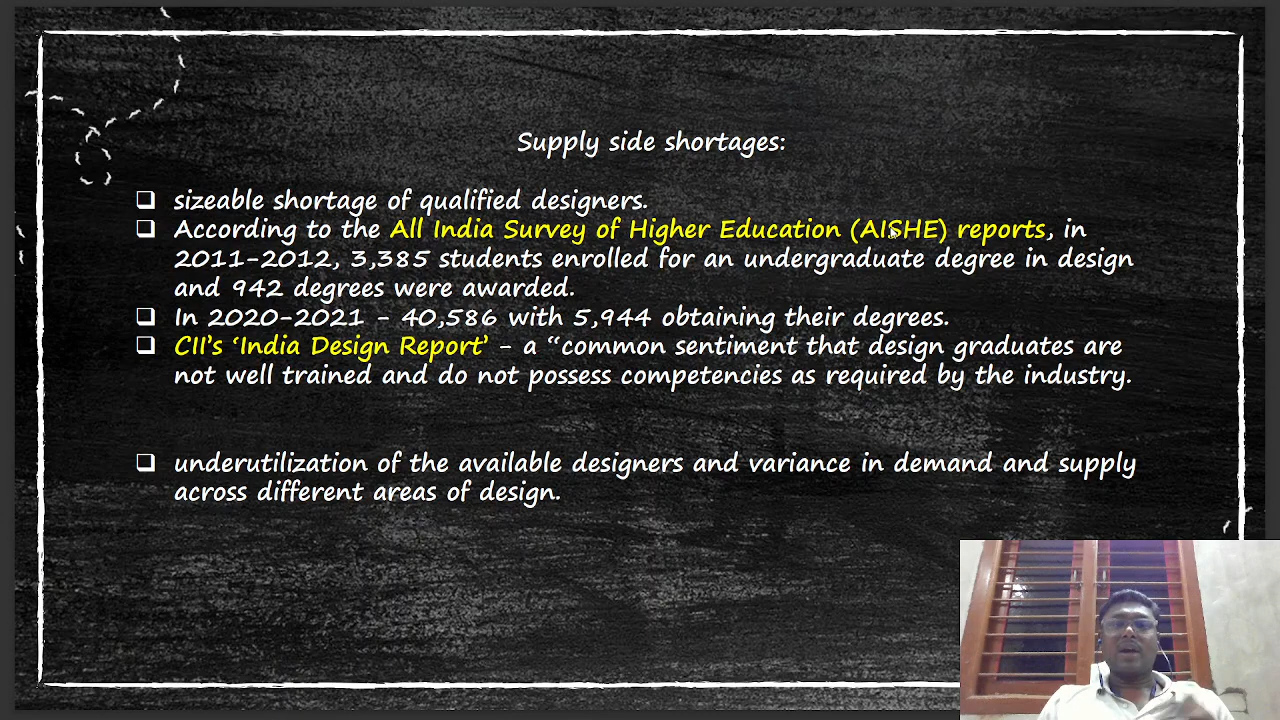 Supply side shortages:
❑ sizeable shortage of qualified designers.
❑ According to the All India Survey of Higher Education (AISHE) reports, in
2011-2012, 3,385 students enrolled for an undergraduate degree in design
and 942 degrees were awarded.
❑ In 2020-2021 - 40,586 with 5,944 obtaining their degrees.
❑ CII's ‘India Design Report’ - a “common sentiment that design graduates are
not well trained and do not possess competencies as required by the industry.
❑ underutilization of the available designers and variance in demand and supply
across different areas of design.